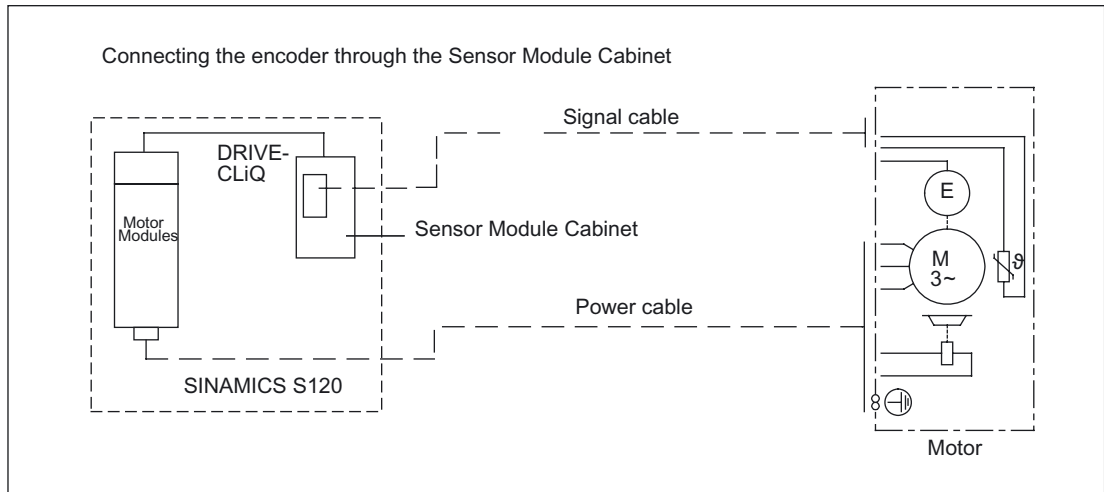 Connecting the encoder through the Sensor Module Cabinet
Signal cable
DRIVE-
CLiQ
E
Motor
Modules
Sensor Module Cabinet
M
3~
ϑ
Power cable
SINAMICS S120
Motor